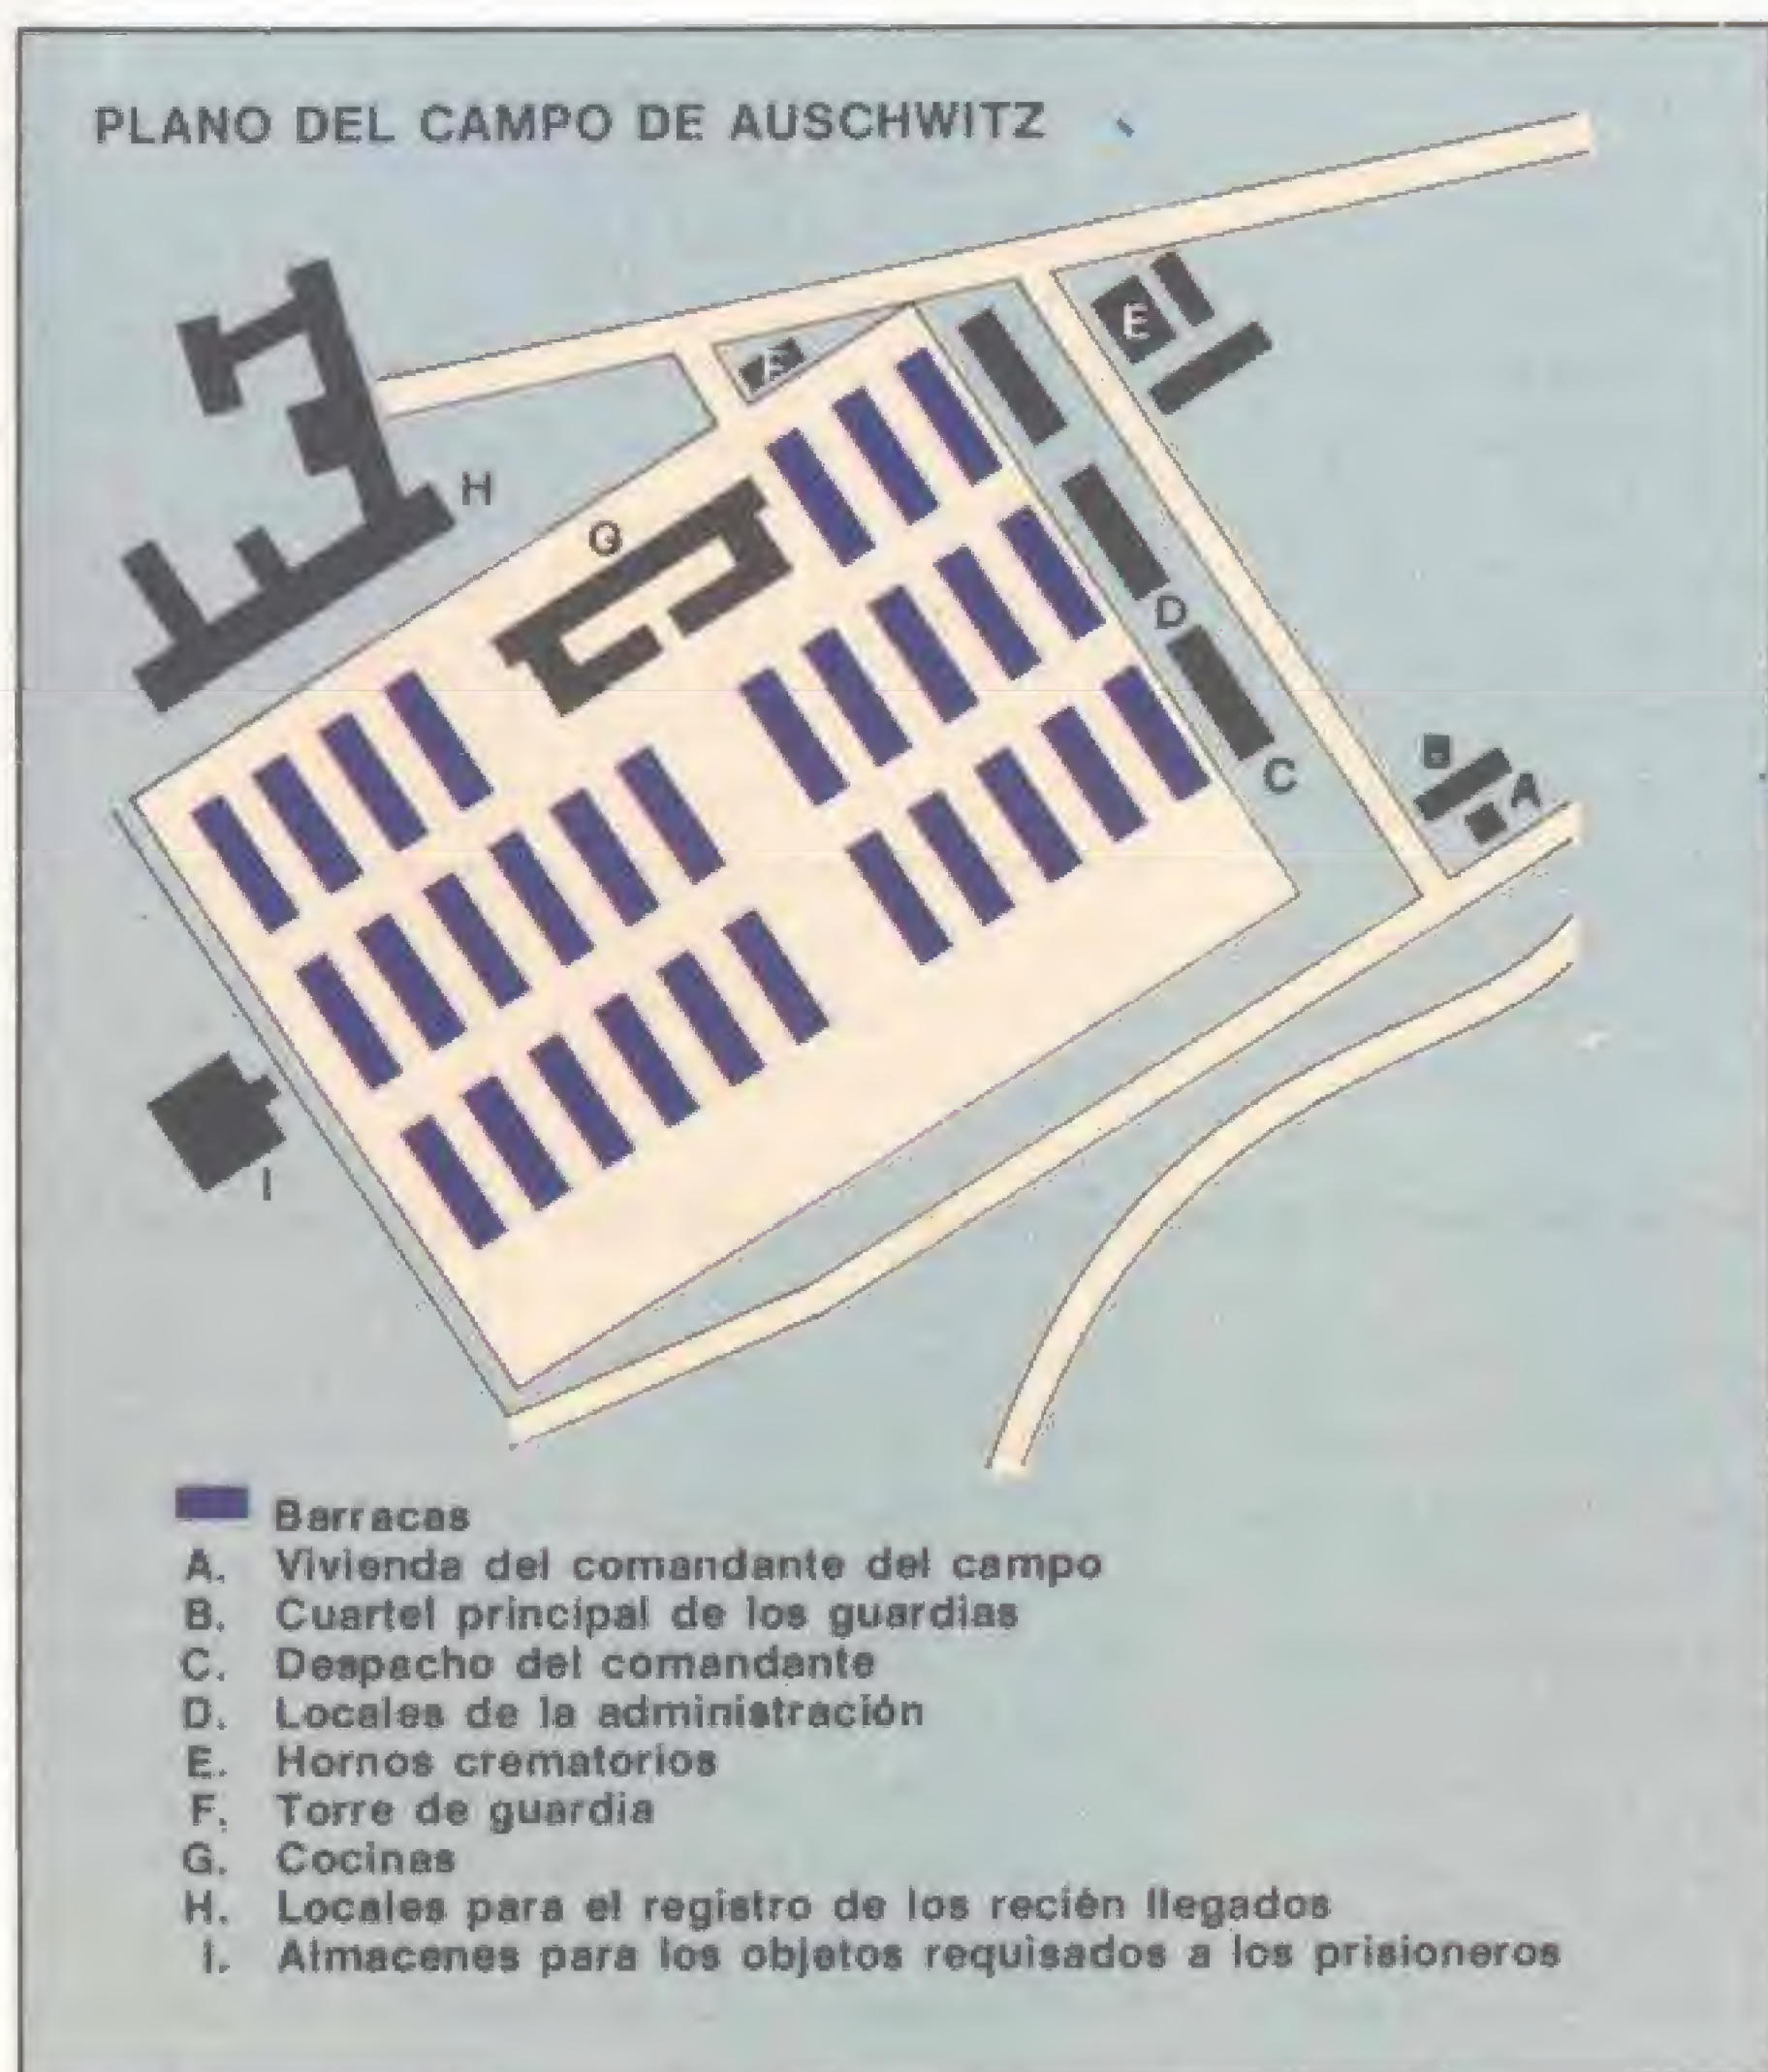 PLANO DEL CAMPO DE AUSCHWITZ
E
F
H
G
D
B
A
C
I
Barracas
A. Vivienda del comandante del campo
B. Cuartel principal de los guardias
C. Despacho del comandante
D. Locales de la administración
E. Hornos crematorios
F. Torre de guardia
G. Cocinas
H. Locales para el registro de los recién llegados
I. Almacenes para los objetos requisados a los prisioneros